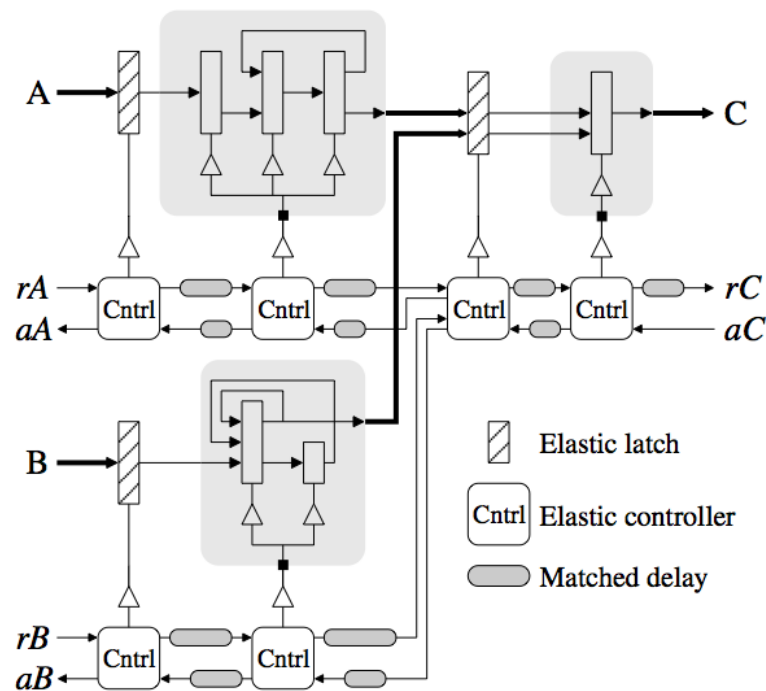 A
C
rA
Cntrl
Cntrl
Cntrl
Cntrl
rC
aA
aC
B
Elastic latch
Cntrl
Elastic controller
Matched delay
rB
Cntrl
Cntrl
aB